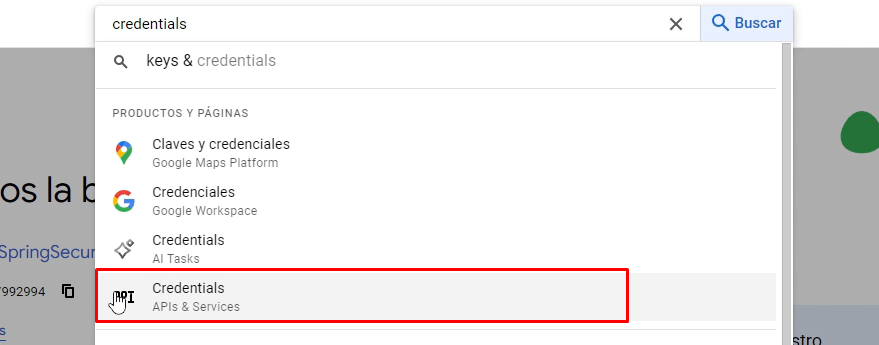 credentials
Buscar
keys & credentials
PRODUCTOS Y PÁGINAS
Claves y credenciales
Google Maps Platform
Credenciales
Google Workspace
os la b
Credentials
AI Tasks
SpringSecur
Credentials
APIs & Services
7992994
API
s
stro